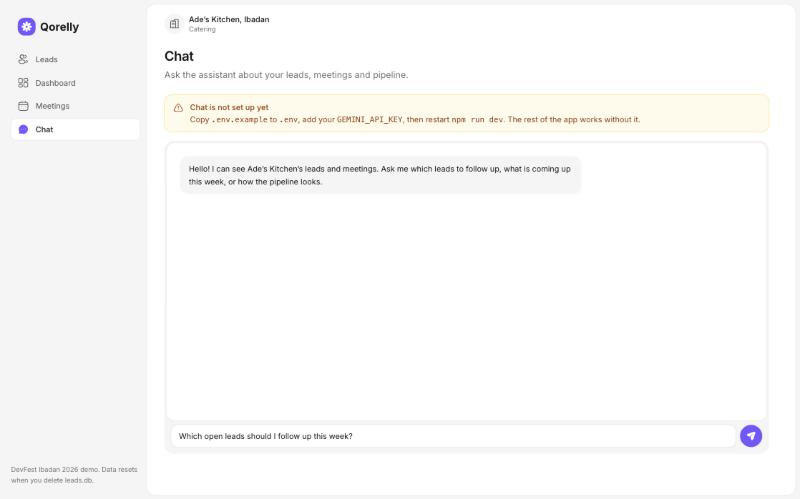 Qorelly
Leads
Dashboard
Meetings
Chat
DevFest Ibadan 2026 demo. Data resets
when you delete leads.db.
Ade's Kitchen, Ibadan
Catering
Chat
Ask the assistant about your leads, meetings and pipeline.
Chat is not set up yet
Copy .env.example to .env, add your GEMINI_API_KEY, then restart npm run dev. The rest of the app works without it.
Hello! I can see Ade's Kitchen's leads and meetings. Ask me which leads to follow up, what is coming up
this week, or how the pipeline looks.
Which open leads should I follow up this week?